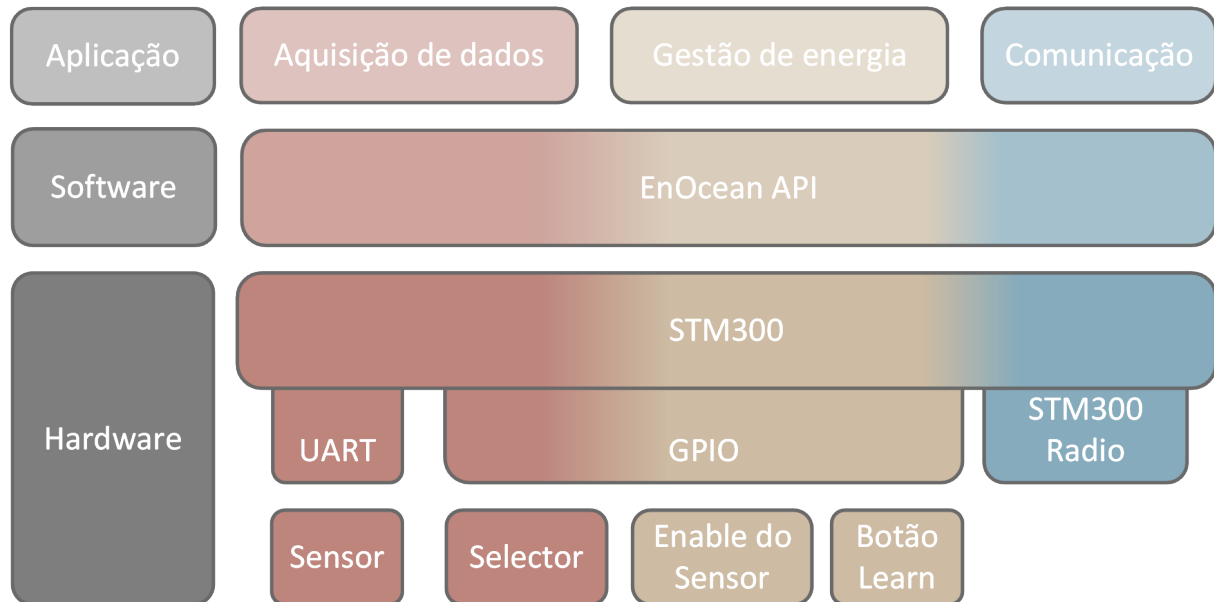 Aplicação
Aquisição de dados
Gestão de energia
Comunicação
Software
EnOcean API
Hardware
STM300
UART
GPIO
STM300
Radio
Sensor
Selector
Enable do
Sensor
Botão
Learn